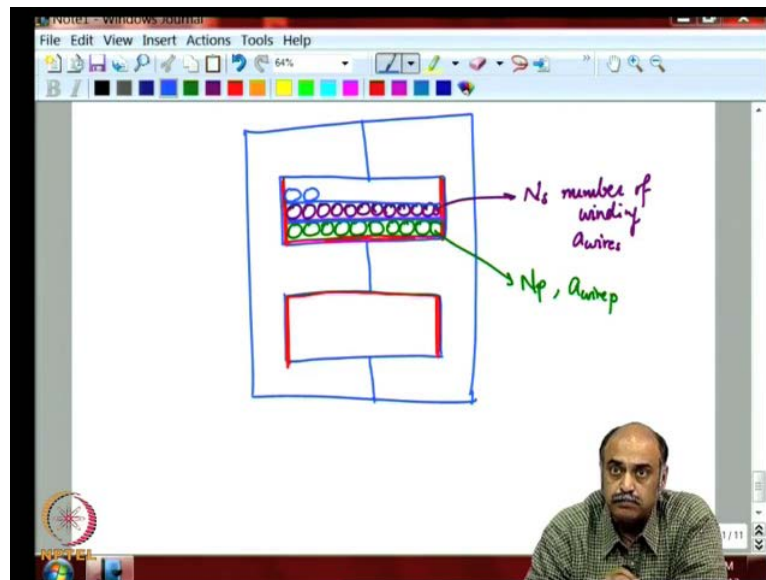 Note1 - Windows Journal
File Edit View Insert Actions Tools Help
64%
B I
Ns number of
winding
awires
Np, awirep
1/11
NPTEL
M